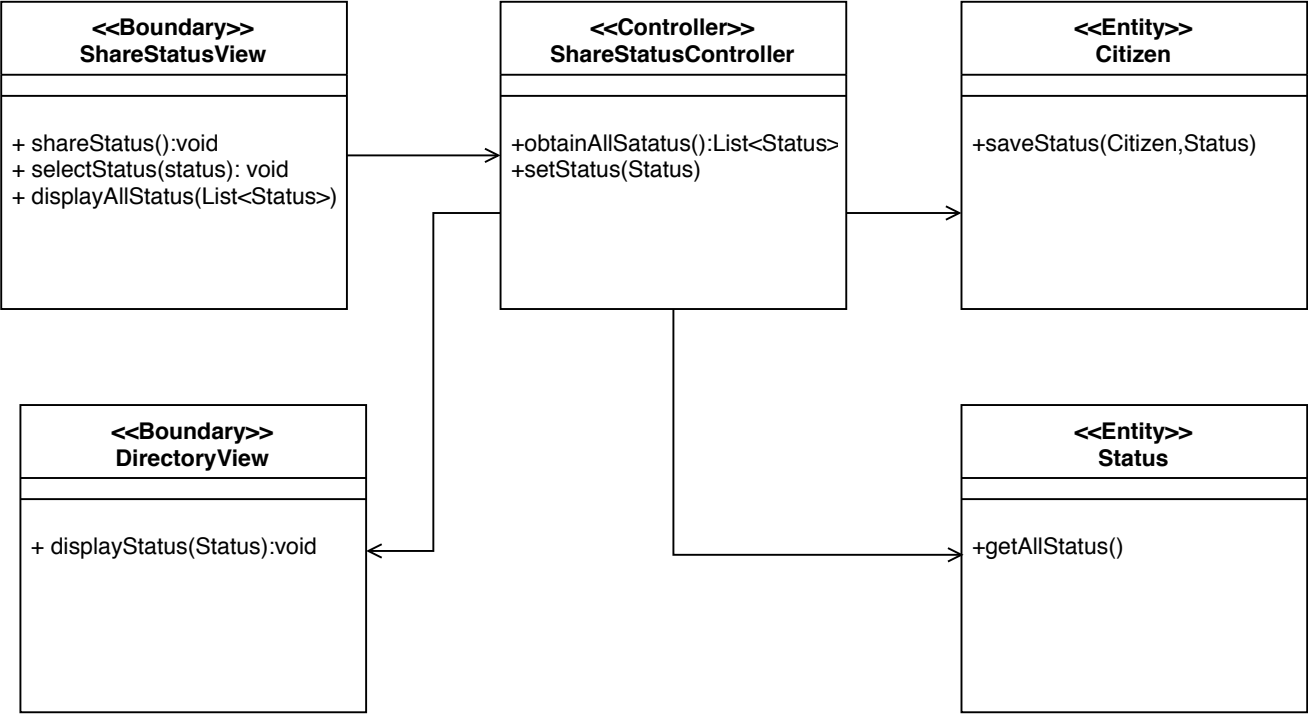 <<Boundary>>
ShareStatusView
+ shareStatus():void
+ selectStatus(status): void
+ displayAllStatus(List<Status>)
<<Controller>>
ShareStatusController
+obtainAllSatatus():List<Status>
+setStatus(Status)
<<Entity>>
Citizen
+saveStatus(Citizen,Status)
<<Boundary>>
DirectoryView
+ displayStatus(Status):void
<<Entity>>
Status
+getAllStatus()